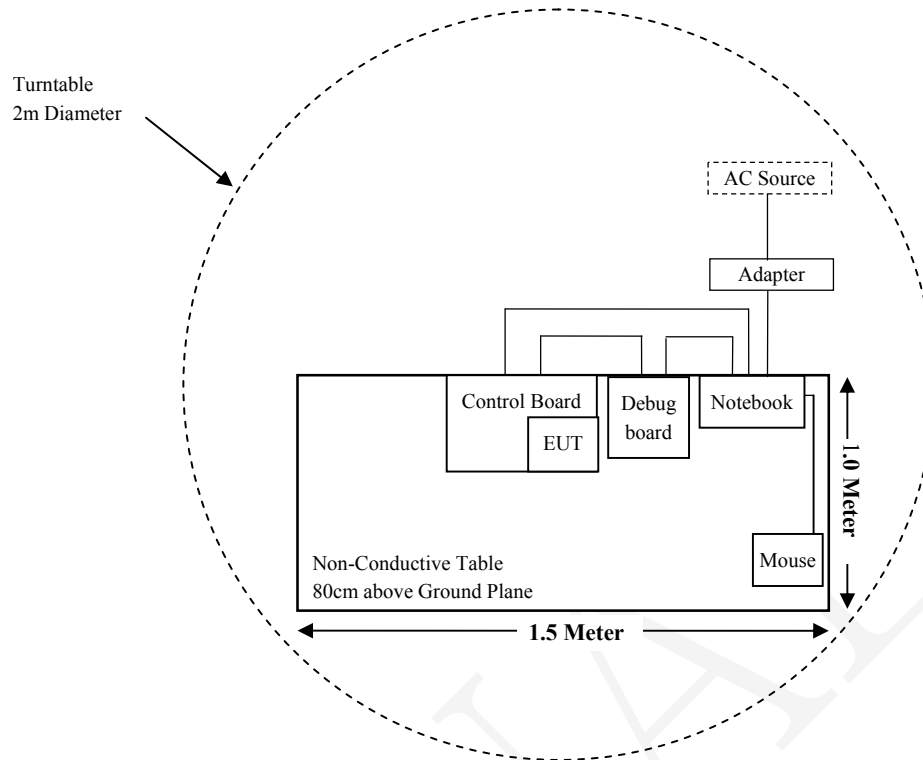 Turntable
2m Diameter
AC Source
Adapter
Control Board
EUT
Debug
board
Notebook
1.0 Meter
Mouse
Non-Conductive Table
80cm above Ground Plane
1.5 Meter